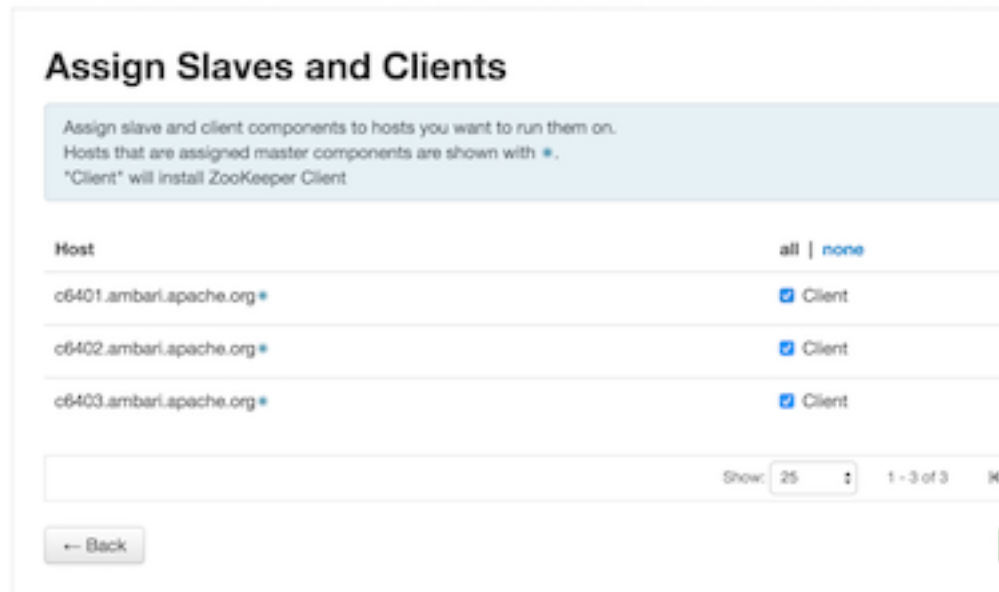 Assign Slaves and Clients
Assign slave and client components to hosts you want to run them on.
Hosts that are assigned master components are shown with *.
"Client" will install ZooKeeper Client
Host all | none
c6401.ambari.apache.org* Client
c6402.ambari.apache.org* Client
c6403.ambari.apache.org* Client
Show: 25 1 - 3 of 3
← Back